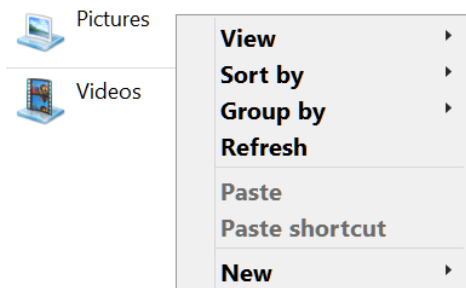 Pictures
Videos
View
Sort by
Group by
Refresh
Paste
Paste shortcut
New